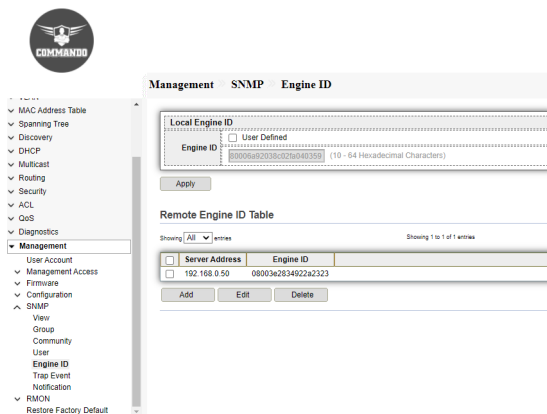 COMMANDO
Management » SNMP » Engine ID
VLAN
MAC Address Table
Spanning Tree
Discovery
DHCP
Multicast
Routing
Security
ACL
QoS
Diagnostics
Management
User Account
Management Access
Firmware
Configuration
SNMP
View
Group
Community
User
Engine ID
Trap Event
Notification
RMON
Restore Factory Default
Local Engine ID
Engine ID
User Defined
80006a92038c02fa040359 (10 - 64 Hexadecimal Characters)
Apply
Remote Engine ID Table
Showing All entries
Showing 1 to 1 of 1 entries
Server Address Engine ID
192.168.0.50 08003e2834922a2323
Add Edit Delete